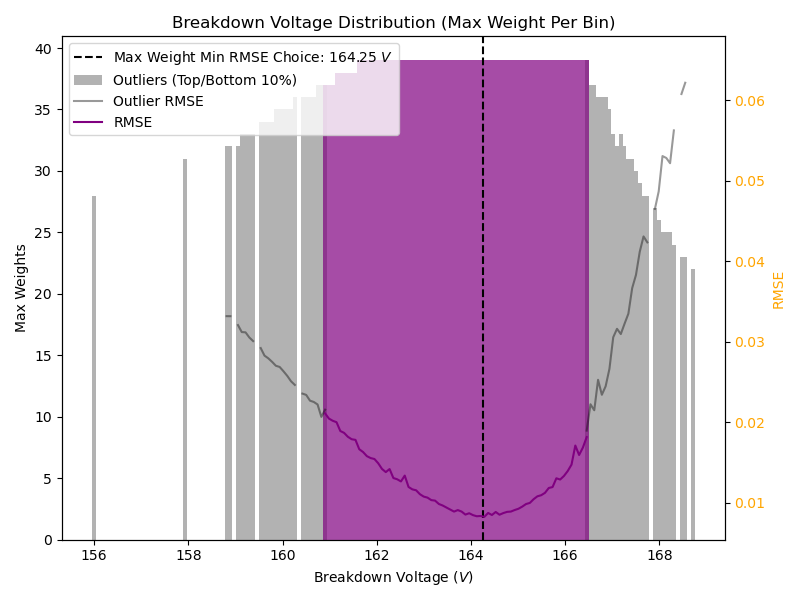 Breakdown Voltage Distribution (Max Weight Per Bin)
Max Weight Min RMSE Choice: 164.25 V
Outliers (Top/Bottom 10%)
Outlier RMSE
RMSE
Max Weights
40
35
30
25
20
15
10
5
0
156
158
160
162
164
166
168
Breakdown Voltage (V)
0.06
0.05
0.04
0.03
0.02
0.01
RMSE